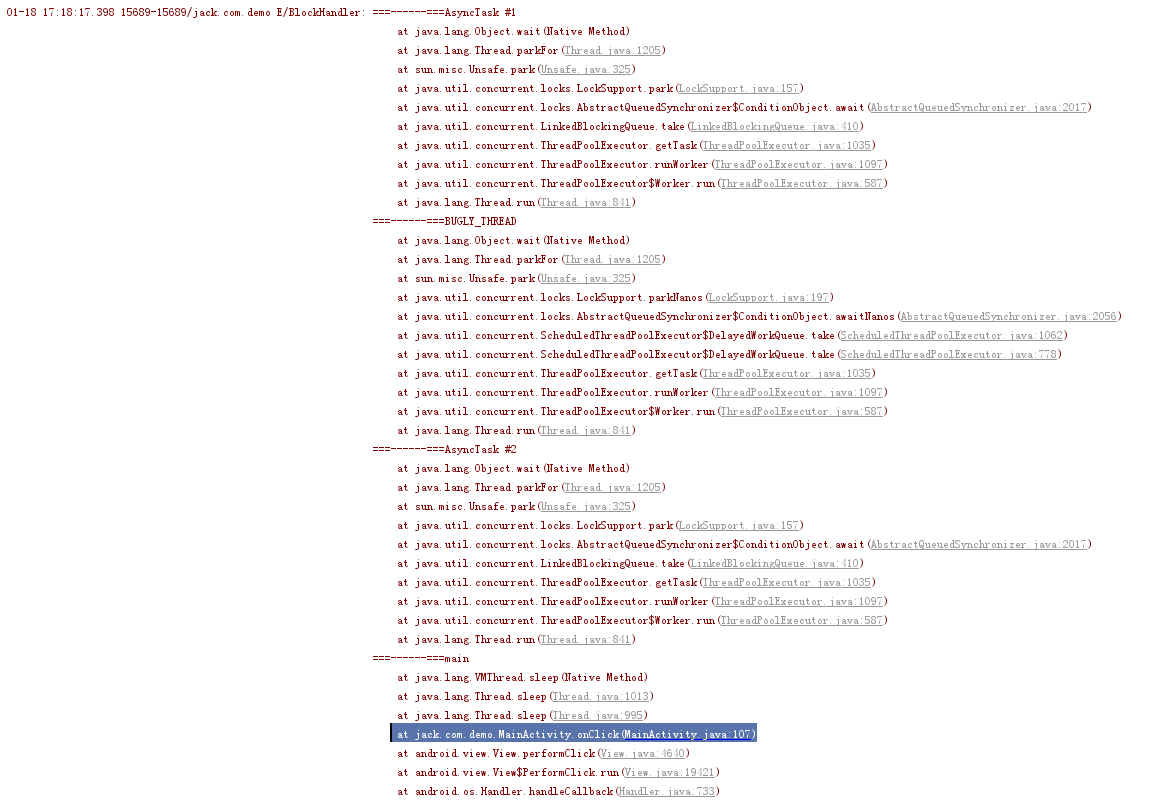 01-18 17:18:17.398 15689-15689/jack.com.demo E/BlockHandler: ===-------===AsyncTask #1
at java.lang.Object.wait(Native Method)
at java.lang.Thread.parkFor(Thread.java:1205)
at sun.misc.Unsafe.park(Unsafe.java:325)
at java.util.concurrent.locks.LockSupport.park(LockSupport.java:157)
at java.util.concurrent.locks.AbstractQueuedSynchronizer$ConditionObject.await(AbstractQueuedSynchronizer.java:2017)
at java.util.concurrent.LinkedBlockingQueue.take(LinkedBlockingQueue.java:410)
at java.util.concurrent.ThreadPoolExecutor.getTask(ThreadPoolExecutor.java:1035)
at java.util.concurrent.ThreadPoolExecutor.runWorker(ThreadPoolExecutor.java:1097)
at java.util.concurrent.ThreadPoolExecutor$Worker.run(ThreadPoolExecutor.java:587)
at java.lang.Thread.run(Thread.java:841)
===-------===BUGLY_THREAD
at java.lang.Object.wait(Native Method)
at java.lang.Thread.parkFor(Thread.java:1205)
at sun.misc.Unsafe.park(Unsafe.java:325)
at java.util.concurrent.locks.LockSupport.parkNanos(LockSupport.java:197)
at java.util.concurrent.locks.AbstractQueuedSynchronizer$ConditionObject.awaitNanos(AbstractQueuedSynchronizer.java:2056)
at java.util.concurrent.ScheduledThreadPoolExecutor$DelayedWorkQueue.take(ScheduledThreadPoolExecutor.java:1062)
at java.util.concurrent.ScheduledThreadPoolExecutor$DelayedWorkQueue.take(ScheduledThreadPoolExecutor.java:778)
at java.util.concurrent.ThreadPoolExecutor.getTask(ThreadPoolExecutor.java:1035)
at java.util.concurrent.ThreadPoolExecutor.runWorker(ThreadPoolExecutor.java:1097)
at java.util.concurrent.ThreadPoolExecutor$Worker.run(ThreadPoolExecutor.java:587)
at java.lang.Thread.run(Thread.java:841)
===-------===AsyncTask #2
at java.lang.Object.wait(Native Method)
at java.lang.Thread.parkFor(Thread.java:1205)
at sun.misc.Unsafe.park(Unsafe.java:325)
at java.util.concurrent.locks.LockSupport.park(LockSupport.java:157)
at java.util.concurrent.locks.AbstractQueuedSynchronizer$ConditionObject.await(AbstractQueuedSynchronizer.java:2017)
at java.util.concurrent.LinkedBlockingQueue.take(LinkedBlockingQueue.java:410)
at java.util.concurrent.ThreadPoolExecutor.getTask(ThreadPoolExecutor.java:1035)
at java.util.concurrent.ThreadPoolExecutor.runWorker(ThreadPoolExecutor.java:1097)
at java.util.concurrent.ThreadPoolExecutor$Worker.run(ThreadPoolExecutor.java:587)
at java.lang.Thread.run(Thread.java:841)
===-------===main
at java.lang.VMThread.sleep(Native Method)
at java.lang.Thread.sleep(Thread.java:1013)
at java.lang.Thread.sleep(Thread.java:995)
at jack.com.demo.MainActivity.onClick(MainActivity.java:107)
at android.view.View.performClick(View.java:4640)
at android.view.View$PerformClick.run(View.java:19421)
at android.os.Handler.handleCallback(Handler.java:733)